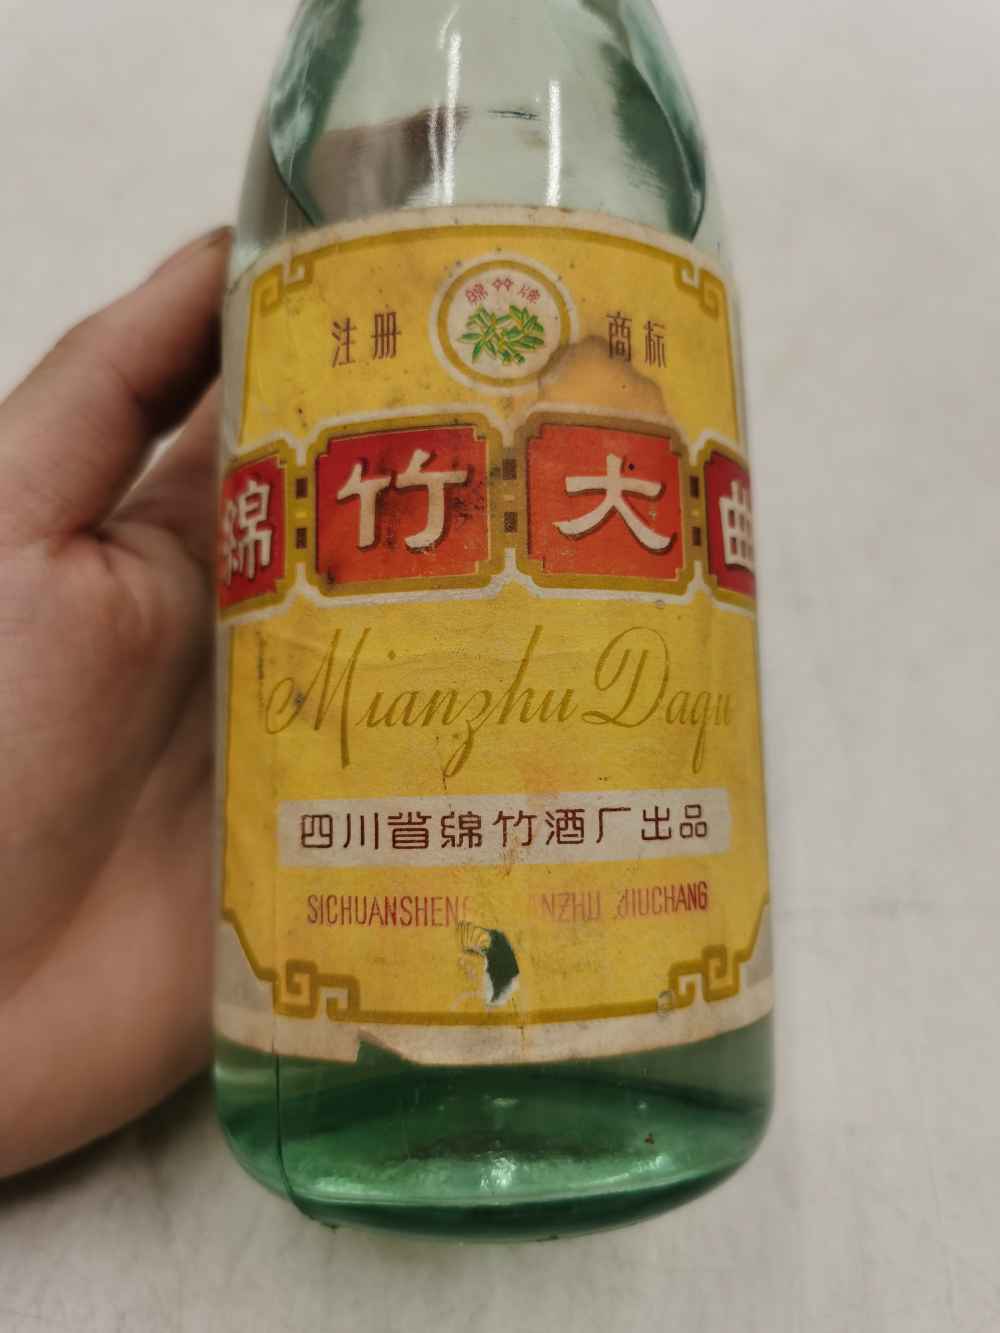 綿竹牌
注册 商标
綿竹大曲
Mianzhu Daqu
四川省綿竹酒厂出品
SICHUANSHENG ANZHU JIUCHANG